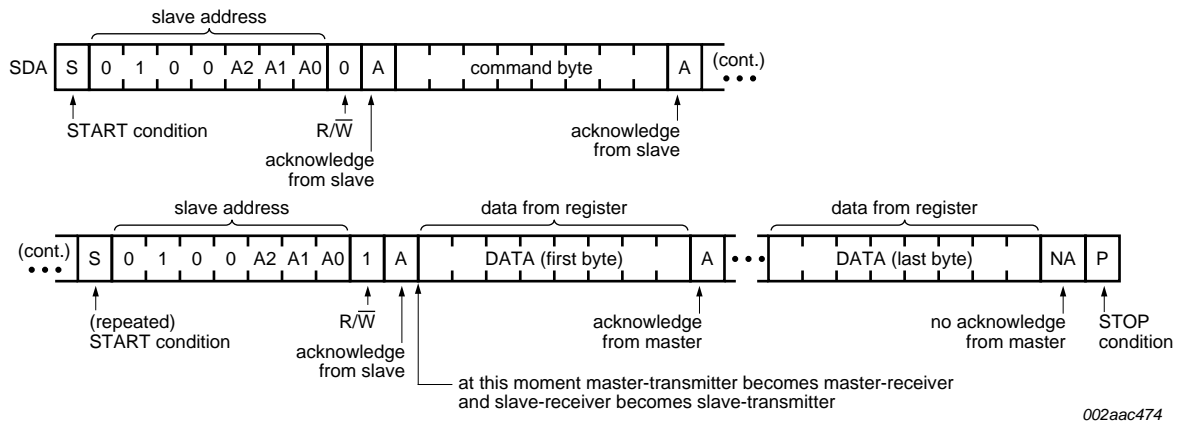 slave address
SDA S 0 1 0 0 A2 A1 A0 0 A command byte A (cont.)
START condition R/W̅ acknowledge from slave acknowledge from slave
slave address data from register data from register
(cont.) S 0 1 0 0 A2 A1 A0 1 A DATA (first byte) A DATA (last byte) NA P
(repeated) START condition R/W̅ acknowledge from slave acknowledge from master no acknowledge from master STOP condition
at this moment master-transmitter becomes master-receiver
and slave-receiver becomes slave-transmitter
002aac474